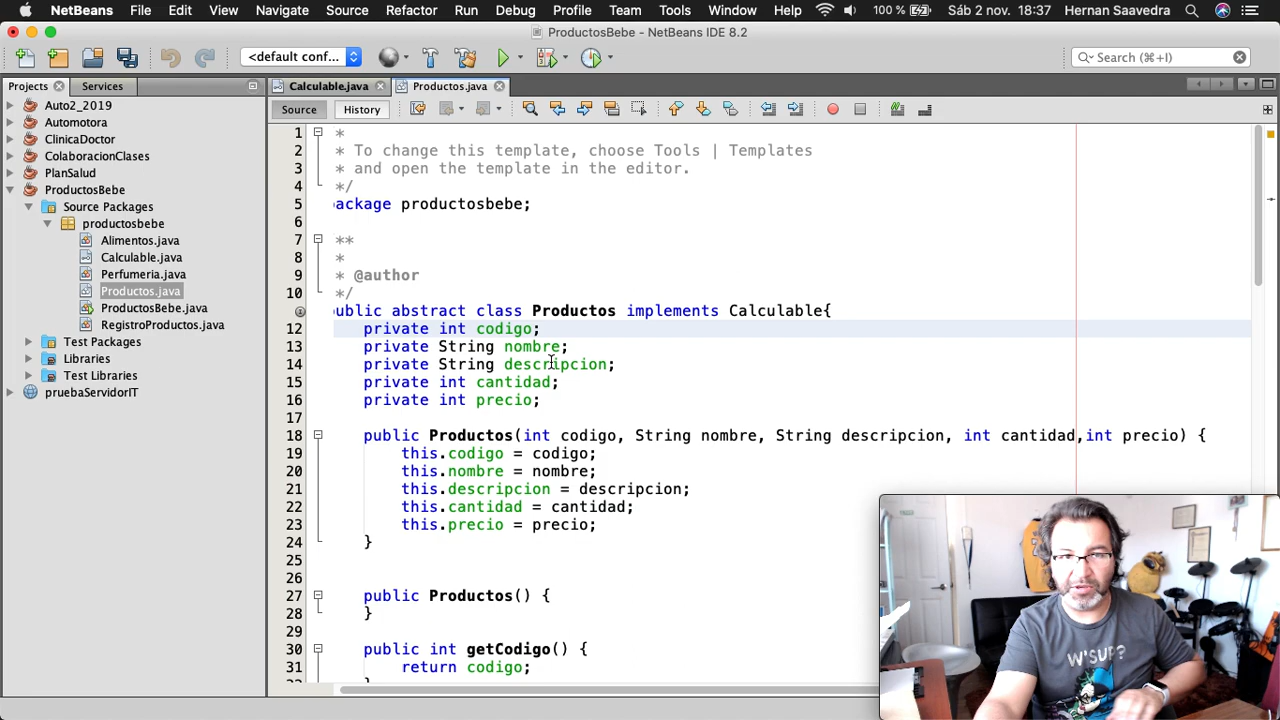 NetBeans File Edit View Navigate Source Refactor Run Debug Profile Team Tools Window Help 100 % Sáb 2 nov. 18:37 Hernan Saavedra
ProductosBebe - NetBeans IDE 8.2
<default conf...
Search (⌘+I)
Projects Services
Calculable.java Productos.java
Source History
Auto2_2019
Automotora
ClinicaDoctor
ColaboracionClases
PlanSalud
ProductosBebe
Source Packages
productosbebe
Alimentos.java
Calculable.java
Perfumeria.java
Productos.java
ProductosBebe.java
RegistroProductos.java
Test Packages
Libraries
Test Libraries
pruebaServidorIT
1 *
2 * To change this template, choose Tools | Templates
3 * and open the template in the editor.
4 */
5 package productosbebe;
6
7 **
8 *
9 * @author
10 */
public abstract class Productos implements Calculable{
12 private int codigo;
13 private String nombre;
14 private String descripcion;
15 private int cantidad;
16 private int precio;
17
18 public Productos(int codigo, String nombre, String descripcion, int cantidad,int precio) {
19 this.codigo = codigo;
20 this.nombre = nombre;
21 this.descripcion = descripcion;
22 this.cantidad = cantidad;
23 this.precio = precio;
24 }
25
26
27 public Productos() {
28 }
29
30 public int getCodigo() {
31 return codigo;
W'SUP?